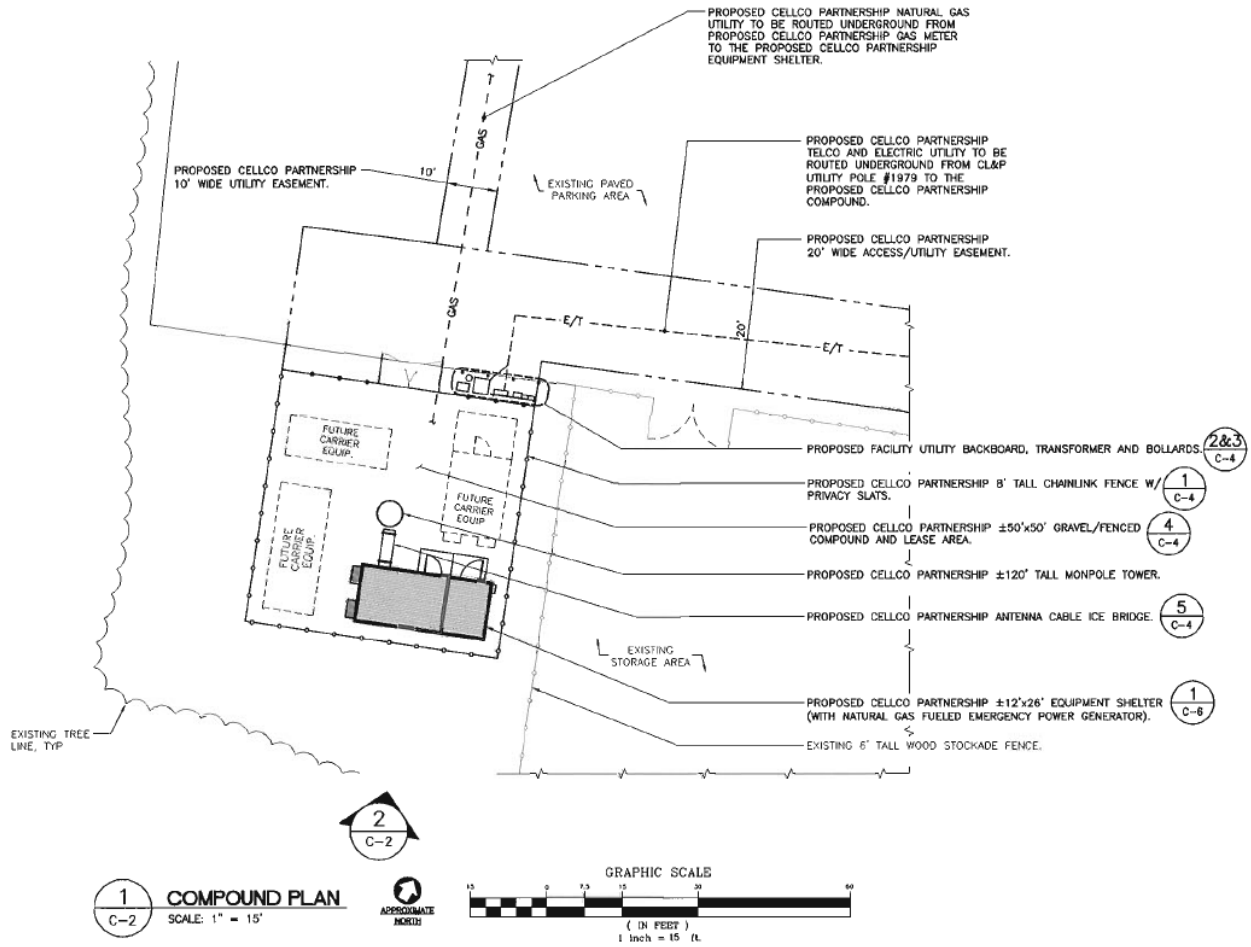 PROPOSED CELLCO PARTNERSHIP NATURAL GAS
UTILITY TO BE ROUTED UNDERGROUND FROM
PROPOSED CELLCO PARTNERSHIP GAS METER
TO THE PROPOSED CELLCO PARTNERSHIP
EQUIPMENT SHELTER.
GAS
PROPOSED CELLCO PARTNERSHIP
10' WIDE UTILITY EASEMENT.
10'
EXISTING PAVED
PARKING AREA
PROPOSED CELLCO PARTNERSHIP
TELCO AND ELECTRIC UTILITY TO BE
ROUTED UNDERGROUND FROM CL&P
UTILITY POLE #1979 TO THE
PROPOSED CELLCO PARTNERSHIP
COMPOUND.
PROPOSED CELLCO PARTNERSHIP
20' WIDE ACCESS/UTILITY EASEMENT.
GAS
E/T
20'
E/T
FUTURE
CARRIER
EQUIP.
FUTURE
CARRIER
EQUIP
FUTURE
CARRIER
EQUIP.
PROPOSED FACILITY UTILITY BACKBOARD, TRANSFORMER AND BOLLARDS.
2&3
C-4
PROPOSED CELLCO PARTNERSHIP 8' TALL CHAINLINK FENCE W/
PRIVACY SLATS.
1
C-4
PROPOSED CELLCO PARTNERSHIP ±50'x50' GRAVEL/FENCED
COMPOUND AND LEASE AREA.
4
C-4
PROPOSED CELLCO PARTNERSHIP ±120' TALL MONPOLE TOWER.
PROPOSED CELLCO PARTNERSHIP ANTENNA CABLE ICE BRIDGE.
5
C-4
EXISTING
STORAGE AREA
PROPOSED CELLCO PARTNERSHIP ±12'x26' EQUIPMENT SHELTER
(WITH NATURAL GAS FUELED EMERGENCY POWER GENERATOR).
1
C-6
EXISTING 6' TALL WOOD STOCKADE FENCE.
EXISTING TREE
LINE, TYP
2
C-2
1
C-2
COMPOUND PLAN
SCALE: 1" = 15'
APPROXIMATE
NORTH
GRAPHIC SCALE
15 0 7.5 15 30 60
( IN FEET )
1 inch = 15 ft.